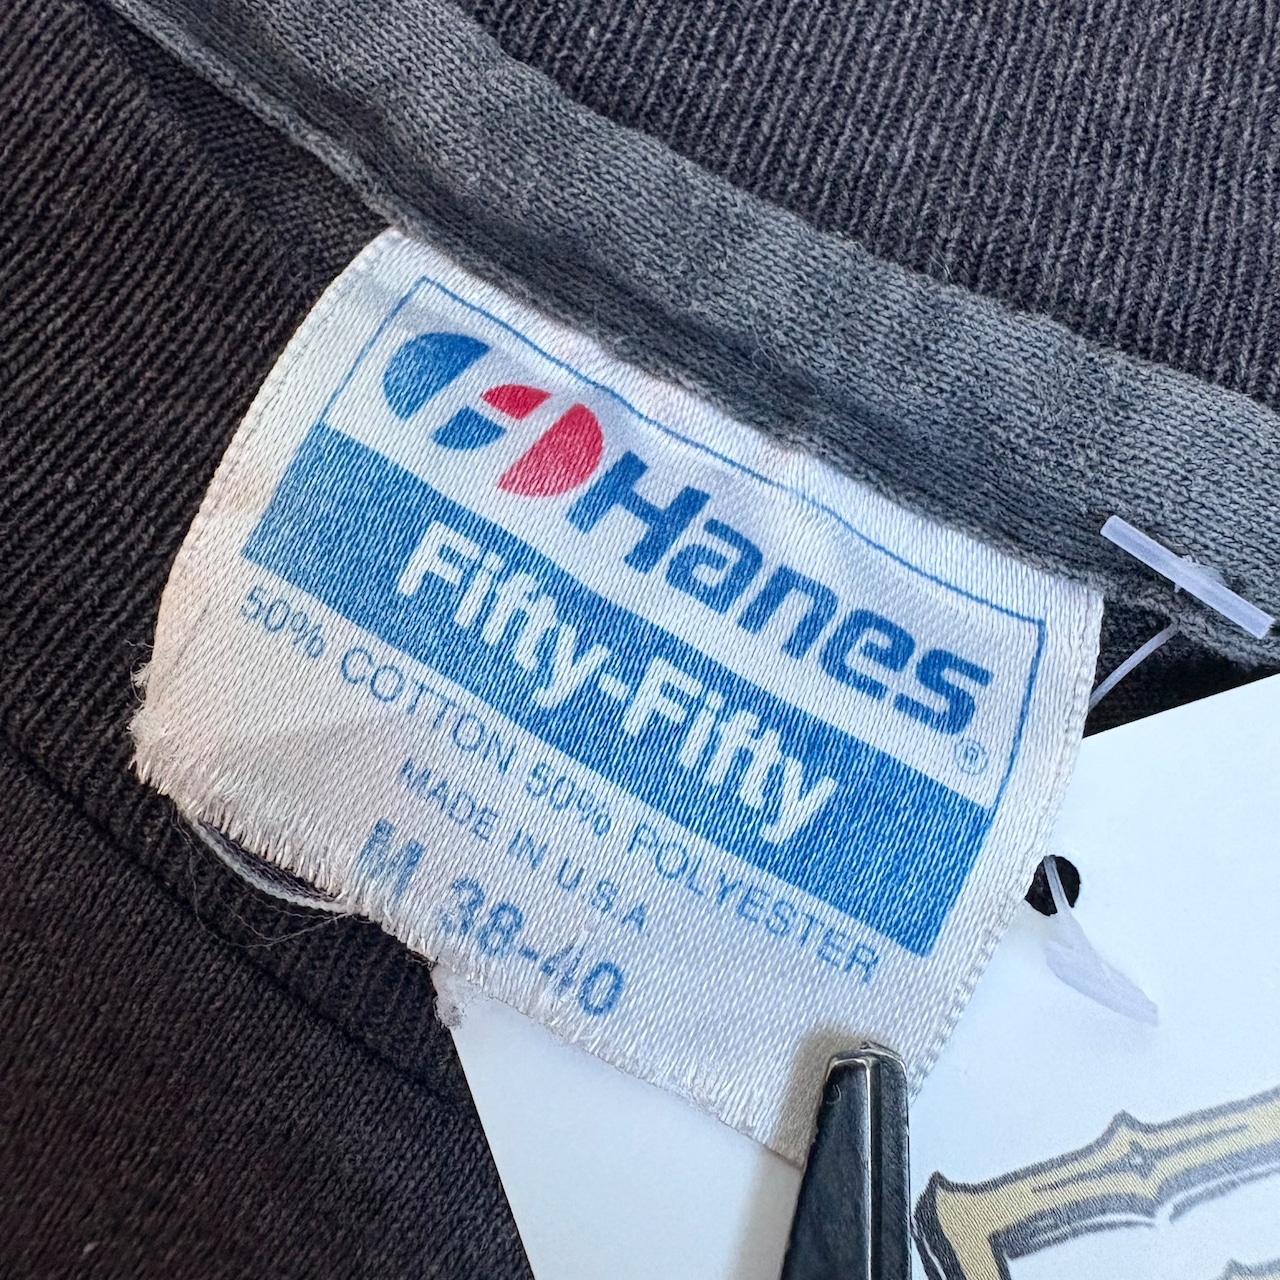 Hanes®
Fifty-Fifty
50% COTTON 50% POLYESTER
MADE IN U.S.A
M 38-40